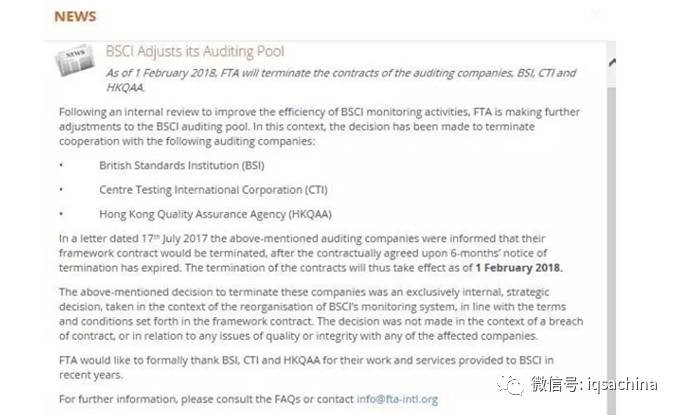 NEWS
NEWS
BSCI Adjusts its Auditing Pool
As of 1 February 2018, FTA will terminate the contracts of the auditing companies, BSI, CTI and
HKQAA.
Following an internal review to improve the efficiency of BSCI monitoring activities, FTA is making further
adjustments to the BSCI auditing pool. In this context, the decision has been made to terminate
cooperation with the following auditing companies:
• British Standards Institution (BSI)
• Centre Testing International Corporation (CTI)
• Hong Kong Quality Assurance Agency (HKQAA)
In a letter dated 17th July 2017 the above-mentioned auditing companies were informed that their
framework contract would be terminated, after the contractually agreed upon 6-months' notice of
termination has expired. The termination of the contracts will thus take effect as of 1 February 2018.
The above-mentioned decision to terminate these companies was an exclusively internal, strategic
decision, taken in the context of the reorganisation of BSCI's monitoring system, in line with the terms
and conditions set forth in the framework contract. The decision was not made in the context of a breach
of contract, or in relation to any issues of quality or integrity with any of the affected companies.
FTA would like to formally thank BSI, CTI and HKQAA for their work and services provided to BSCI in
recent years.
For further information, please consult the FAQs or contact info@fta-intl.org
微信号: iqsachina